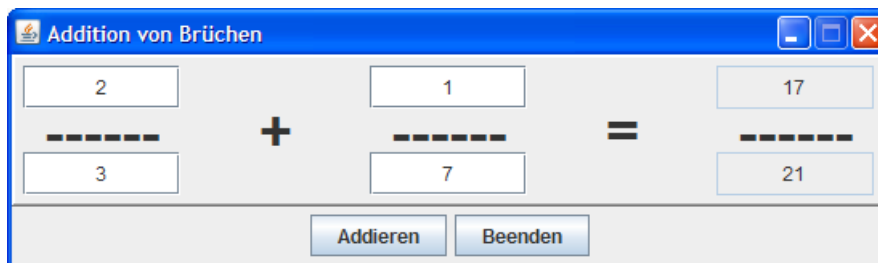 Addition von Brüchen
2 1 17
------ + ------ = ------
3 7 21
Addieren Beenden